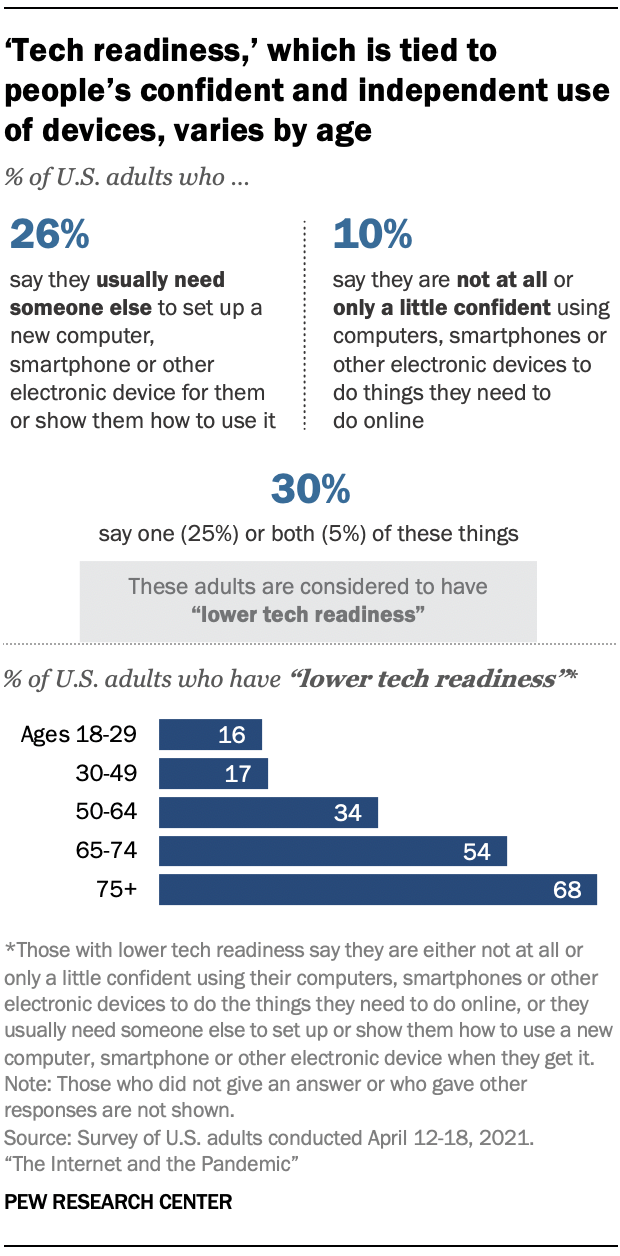 ‘Tech readiness,’ which is tied to
people’s confident and independent use
of devices, varies by age
% of U.S. adults who ...
26%
say they usually need
someone else to set up a
new computer,
smartphone or other
electronic device for them
or show them how to use it
10%
say they are not at all or
only a little confident using
computers, smartphones or
other electronic devices to
do things they need to
do online
30%
say one (25%) or both (5%) of these things
These adults are considered to have
“lower tech readiness”
% of U.S. adults who have “lower tech readiness”*
Ages 18-29 16
30-49 17
50-64 34
65-74 54
75+ 68
*Those with lower tech readiness say they are either not at all or
only a little confident using their computers, smartphones or other
electronic devices to do the things they need to do online, or they
usually need someone else to set up or show them how to use a new
computer, smartphone or other electronic device when they get it.
Note: Those who did not give an answer or who gave other
responses are not shown.
Source: Survey of U.S. adults conducted April 12-18, 2021.
“The Internet and the Pandemic”
PEW RESEARCH CENTER